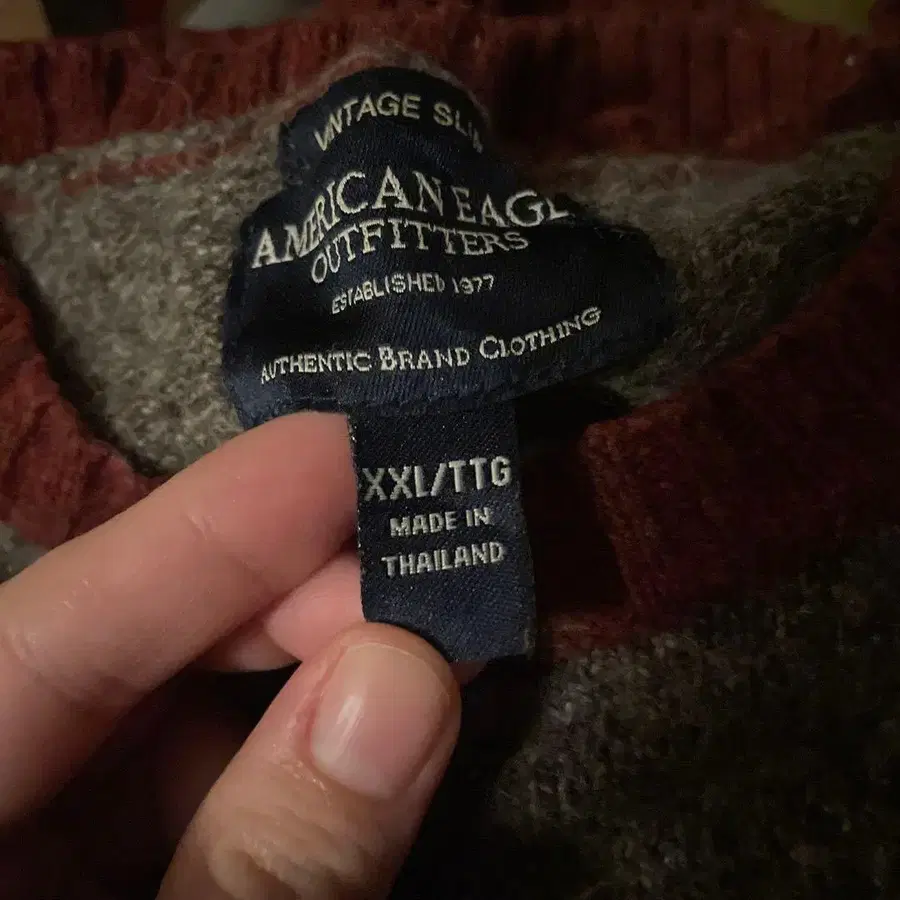 VINTAGE SLIM
AMERICAN EAGLE
OUTFITTERS
ESTABLISHED 1977
AUTHENTIC BRAND CLOTHING
XXL/TTG
MADE IN
THAILAND